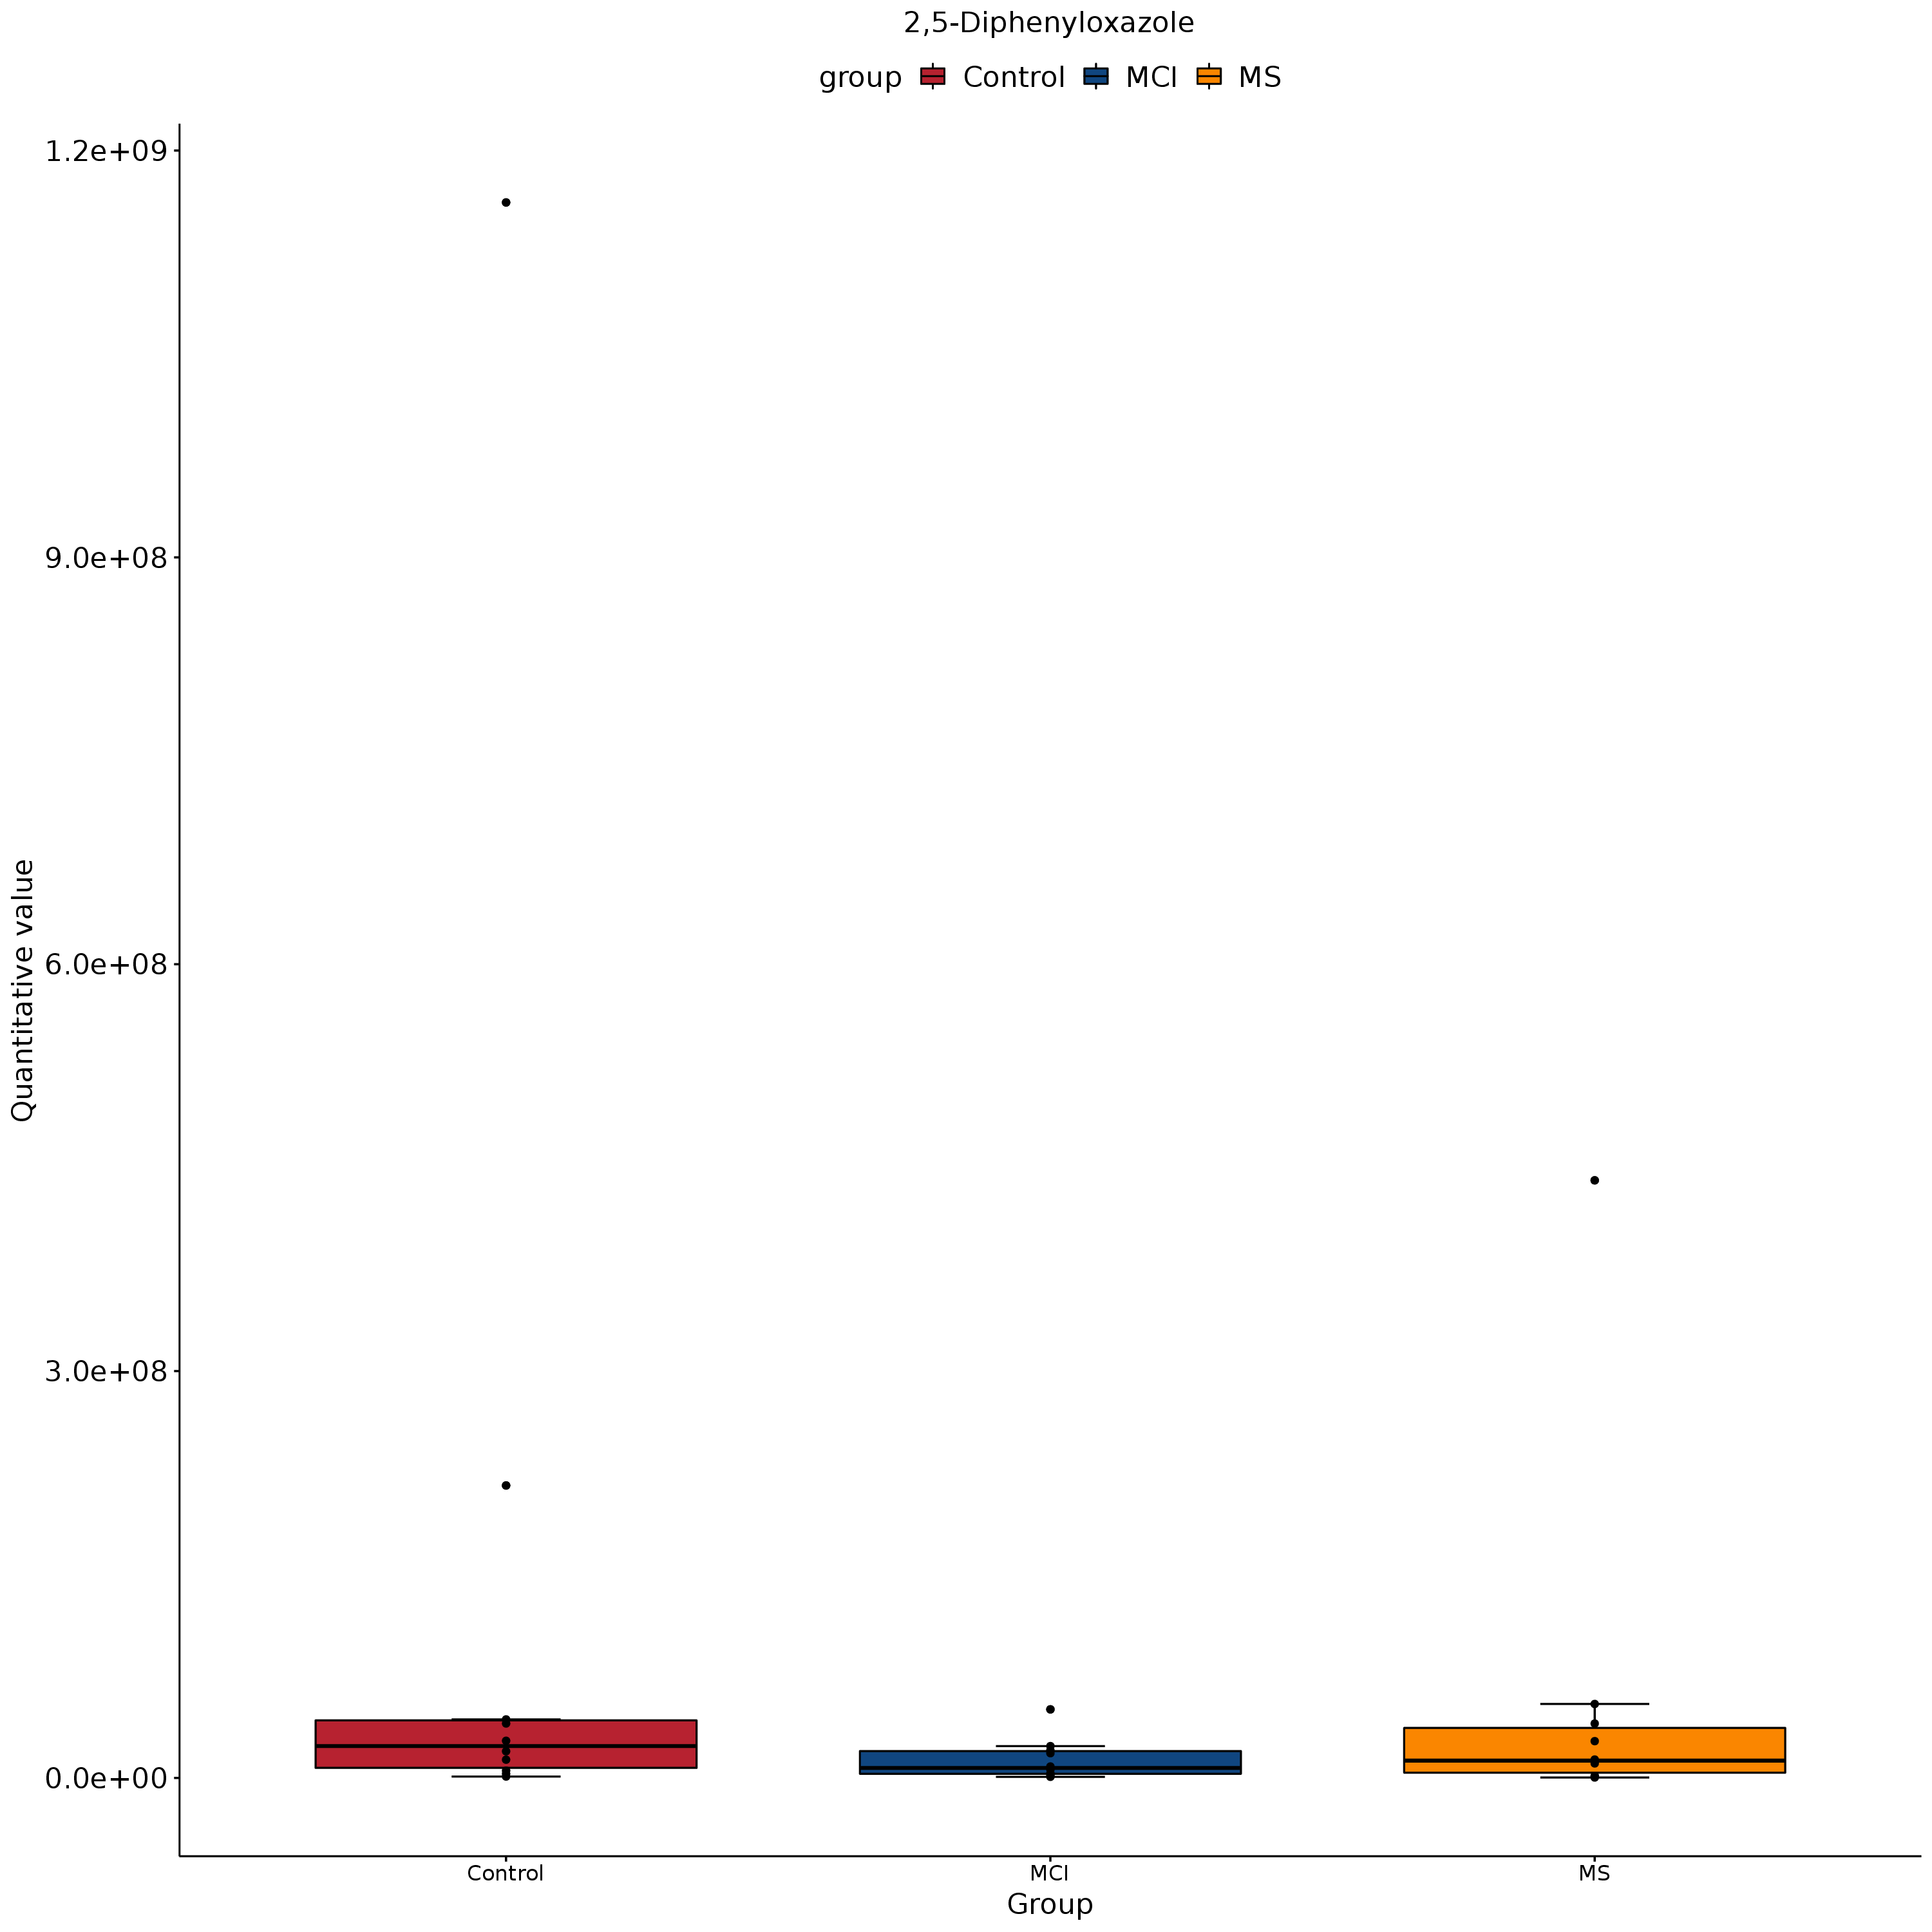 2,5-Diphenyloxazole
group Control MCI MS
1.2e+09
9.0e+08
6.0e+08
3.0e+08
0.0e+00
Quantitative value
Control MCI MS
Group